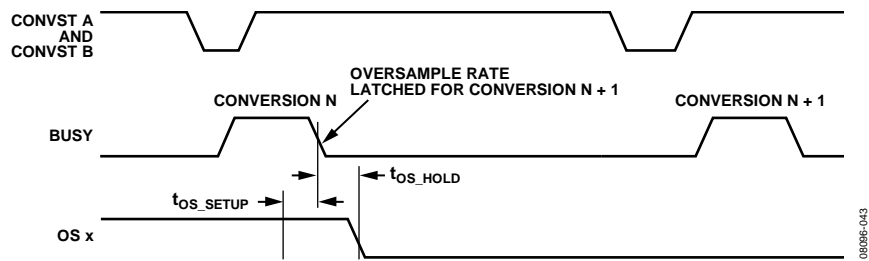 CONVST A
AND
CONVST B
OVERSAMPLE RATE
LATCHED FOR CONVERSION N + 1
CONVERSION N
CONVERSION N + 1
BUSY
tOS_HOLD
tOS_SETUP
OS x
08096-043